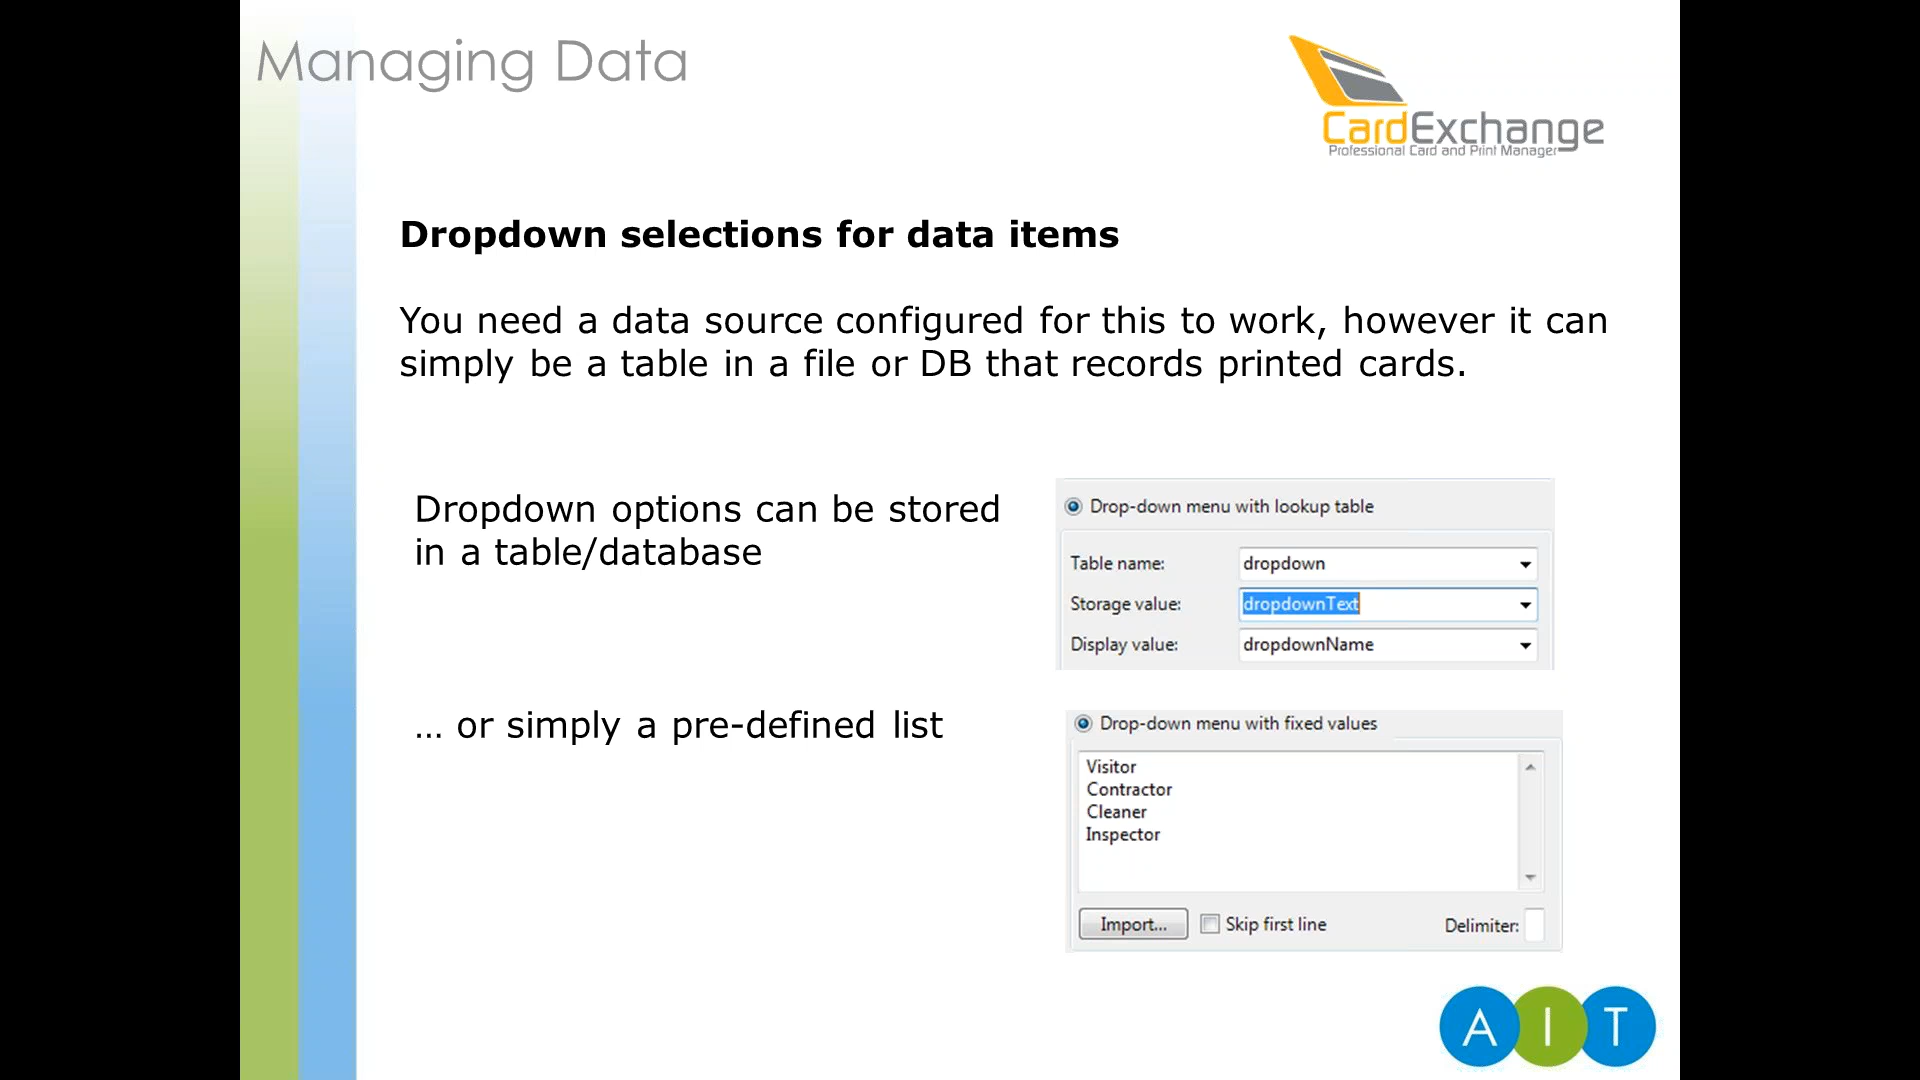 Managing Data
CardExchange
Professional Card and Print Manager
Dropdown selections for data items
You need a data source configured for this to work, however it can
simply be a table in a file or DB that records printed cards.
Dropdown options can be stored
in a table/database
Drop-down menu with lookup table
Table name: dropdown
Storage value: dropdownText
Display value: dropdownName
... or simply a pre-defined list
Drop-down menu with fixed values
Visitor
Contractor
Cleaner
Inspector
Import... Skip first line Delimiter:
A I T